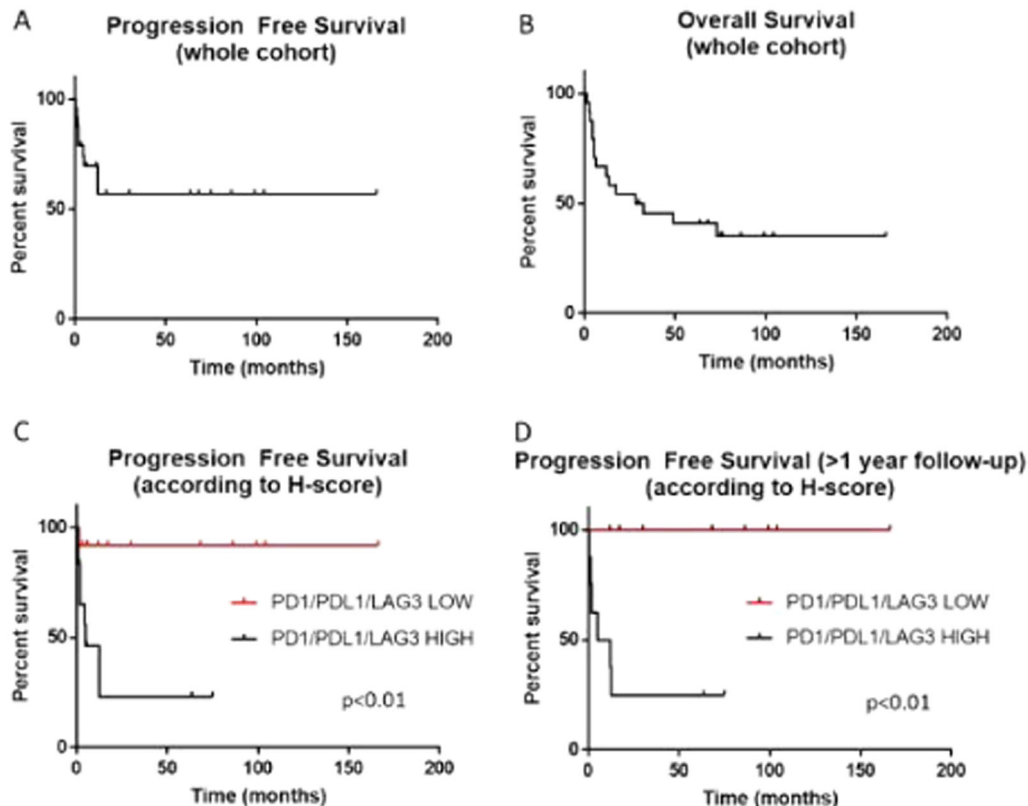 A
Progression Free Survival
(whole cohort)
Percent survival
100
50
0
0 50 100 150 200
Time (months)
B
Overall Survival
(whole cohort)
Percent survival
100
50
0
0 50 100 150 200
Time (months)
C
Progression Free Survival
(according to H-score)
Percent survival
100
50
0
PD1/PDL1/LAG3 LOW
PD1/PDL1/LAG3 HIGH
p<0.01
0 50 100 150 200
Time (months)
D
Progression Free Survival (>1 year follow-up)
(according to H-score)
Percent survival
100
50
0
PD1/PDL1/LAG3 LOW
PD1/PDL1/LAG3 HIGH
p<0.01
0 50 100 150 200
Time (months)